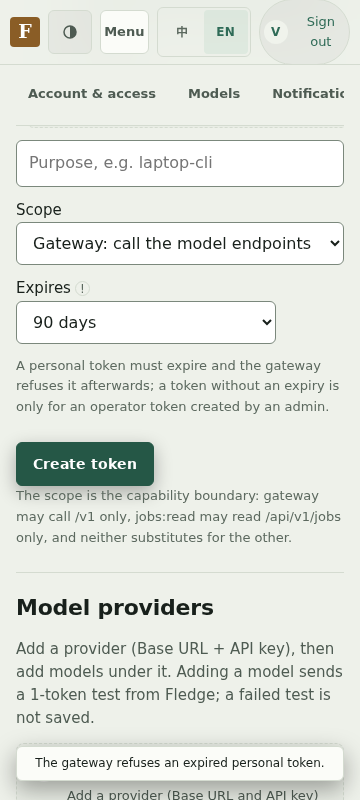 F
Menu
中
EN
V
Sign out
Account & access
Models
Purpose, e.g. laptop-cli
Scope
Gateway: call the model endpoints
Expires !
90 days
A personal token must expire and the gateway
refuses it afterwards; a token without an expiry is
only for an operator token created by an admin.
Create token
The scope is the capability boundary: gateway
may call /v1 only, jobs:read may read /api/v1/jobs
only, and neither substitutes for the other.
Model providers
Add a provider (Base URL + API key), then
add models under it. Adding a model sends
a 1-token test from Fledge; a failed test is
not saved.
The gateway refuses an expired personal token.
Add a provider (Base URL and API key)